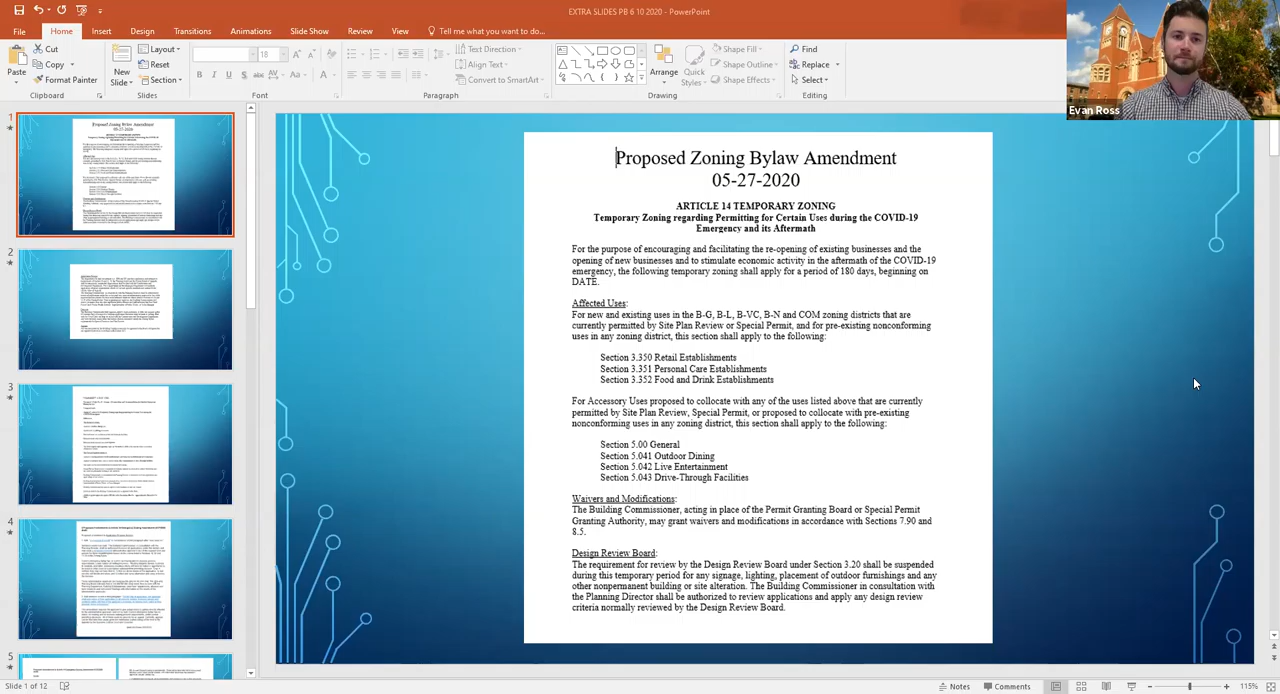 EXTRA SLIDES PB 6 10 2020 - PowerPoint
File Home Insert Design Transitions Animations Slide Show Review View Tell me what you want to do...
Paste
Cut
Copy
Format Painter
Clipboard
New Slide
Layout
Reset
Section
Slides
18
Font
Text Direction
Align Text
Convert to SmartArt
Paragraph
Arrange
Quick Styles
Shape Fill
Shape Outline
Shape Effects
Drawing
Find
Replace
Select
Editing
Evan Ross
1
2
3
4
5
Proposed Zoning Bylaw Amendment
05-27-2020
ARTICLE 14 TEMPORARY ZONING
Temporary Zoning regarding Permitting for Certain Uses during the COVID-19
Emergency and its Aftermath
For the purpose of encouraging and facilitating the re-opening of existing businesses and the
opening of new businesses and to stimulate economic activity in the aftermath of the COVID-19
emergency, the following temporary zoning shall apply for a period of 180 days, beginning on
DATE.
Affected Uses:
For new and existing uses in the B-G, B-L, B-VC, B-N and COM zoning districts that are
currently permitted by Site Plan Review or Special Permit, and for pre-existing nonconforming
uses in any zoning district, this section shall apply to the following:
Section 3.350 Retail Establishments
Section 3.351 Personal Care Establishments
Section 3.352 Food and Drink Establishments
For Accessory Uses proposed to collocate with any of the uses listed above that are currently
permitted by Site Plan Review, Special Permit, or proposed to collocate with pre-existing
nonconforming uses in any zoning district, this section shall apply to the following:
Section 5.00 General
Section 5.041 Outdoor Dining
Section 5.042 Live Entertainment
Section 5.043 Drive-Through Facilities
Waivers and Modifications:
The Building Commissioner, acting in place of the Permit Granting Board or Special Permit
Granting Authority, may grant waivers and modifications in accordance with Sections 7.90 and
8.5.
Design Review Board:
The requirement for review by the Design Review Board under Section 3.20 shall be suspended
during this temporary period for any signage, lighting, placement of outdoor furnishings and any
other nonpermanent building or site alteration. The Building Commissioner in consultation with
the Planning Director shall be authorized to review applications and apply any design review
criteria normally reviewed by the Design Review Board.
Slide 1 of 12
Notes
Comments
115%